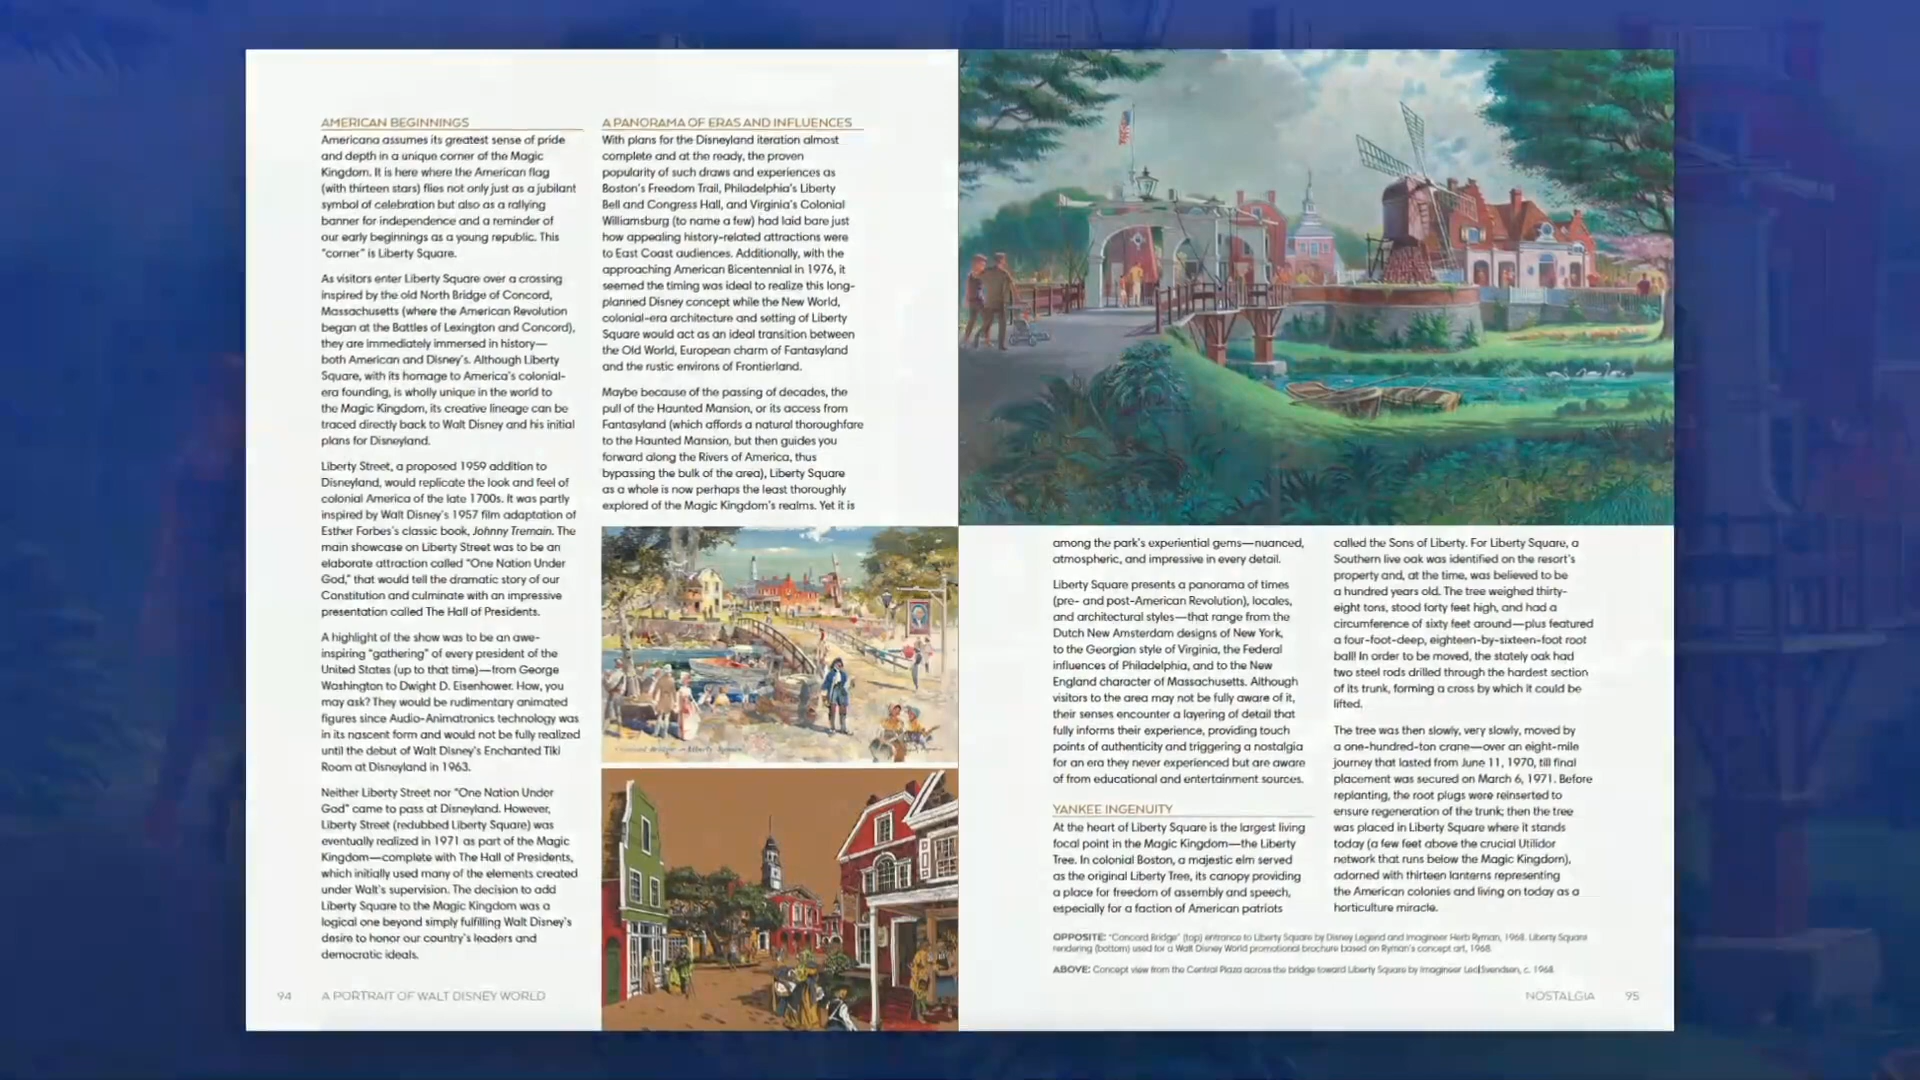 AMERICAN BEGINNINGS
Americana assumes its greatest sense of pride
and depth in a unique corner of the Magic
Kingdom. It is here where the American flag
(with thirteen stars) flies not only just as a jubilant
symbol of celebration but also as a rallying
banner for independence and a reminder of
our early beginnings as a young republic. This
"corner" is Liberty Square.
As visitors enter Liberty Square over a crossing
inspired by the old North Bridge of Concord,
Massachusetts (where the American Revolution
began at the Battles of Lexington and Concord),
they are immediately immersed in history—
both American and Disney's. Although Liberty
Square, with its homage to America's colonial-
era founding, is wholly unique in the world to
the Magic Kingdom, its creative lineage can be
traced directly back to Walt Disney and his initial
plans for Disneyland.
Liberty Street, a proposed 1959 addition to
Disneyland, would replicate the look and feel of
colonial America of the late 1700s. It was partly
inspired by Walt Disney's 1957 film adaptation of
Esther Forbes's classic book, Johnny Tremain. The
main showcase on Liberty Street was to be an
elaborate attraction called "One Nation Under
God," that would tell the dramatic story of our
Constitution and culminate with an impressive
presentation called The Hall of Presidents.
A highlight of the show was to be an awe-
inspiring "gathering" of every president of the
United States (up to that time)—from George
Washington to Dwight D. Eisenhower. How, you
may ask? They would be rudimentary animated
figures since Audio-Animatronics technology was
in its nascent form and would not be fully realized
until the debut of Walt Disney's Enchanted Tiki
Room at Disneyland in 1963.
Neither Liberty Street nor "One Nation Under
God" came to pass at Disneyland. However,
Liberty Street (redubbed Liberty Square) was
eventually realized in 1971 as part of the Magic
Kingdom—complete with The Hall of Presidents,
which initially used many of the elements created
under Walt's supervision. The decision to add
Liberty Square to the Magic Kingdom was a
logical one beyond simply fulfilling Walt Disney's
desire to honor our country's leaders and
democratic ideals.
94 A PORTRAIT OF WALT DISNEY WORLD
A PANORAMA OF ERAS AND INFLUENCES
With plans for the Disneyland iteration almost
complete and at the ready, the proven
popularity of such draws and experiences as
Boston's Freedom Trail, Philadelphia's Liberty
Bell and Congress Hall, and Virginia's Colonial
Williamsburg (to name a few) had laid bare just
how appealing history-related attractions were
to East Coast audiences. Additionally, with the
approaching American Bicentennial in 1976, it
seemed the timing was ideal to realize this long-
planned Disney concept while the New World,
colonial-era architecture and setting of Liberty
Square would act as an ideal transition between
the Old World, European charm of Fantasyland
and the rustic environs of Frontierland.
Maybe because of the passing of decades, the
pull of the Haunted Mansion, or its access from
Fantasyland (which affords a natural thoroughfare
to the Haunted Mansion, but then guides you
forward along the Rivers of America, thus
bypassing the bulk of the area), Liberty Square
as a whole is now perhaps the least thoroughly
explored of the Magic Kingdom's realms. Yet it is
among the park's experiential gems—nuanced,
atmospheric, and impressive in every detail.
Liberty Square presents a panorama of times
(pre- and post-American Revolution), locales,
and architectural styles—that range from the
Dutch New Amsterdam designs of New York,
to the Georgian style of Virginia, the Federal
influences of Philadelphia, and to the New
England character of Massachusetts. Although
visitors to the area may not be fully aware of it,
their senses encounter a layering of detail that
fully informs their experience, providing touch
points of authenticity and triggering a nostalgia
for an era they never experienced but are aware
of from educational and entertainment sources.
YANKEE INGENUITY
At the heart of Liberty Square is the largest living
focal point in the Magic Kingdom—the Liberty
Tree. In colonial Boston, a majestic elm served
as the original Liberty Tree, its canopy providing
a place for freedom of assembly and speech,
especially for a faction of American patriots
called the Sons of Liberty. For Liberty Square, a
Southern live oak was identified on the resort's
property and, at the time, was believed to be
a hundred years old. The tree weighed thirty-
eight tons, stood forty feet high, and had a
circumference of sixty feet around—plus featured
a four-foot-deep, eighteen-by-sixteen-foot root
ball! In order to be moved, the stately oak had
two steel rods drilled through the hardest section
of its trunk, forming a cross by which it could be
lifted.
The tree was then slowly, very slowly, moved by
a one-hundred-ton crane—over an eight-mile
journey that lasted from June 11, 1970, till final
placement was secured on March 6, 1971. Before
replanting, the root plugs were reinserted to
ensure regeneration of the trunk; then the tree
was placed in Liberty Square where it stands
today (a few feet above the crucial Utilidor
network that runs below the Magic Kingdom),
adorned with thirteen lanterns representing
the American colonies and living on today as a
horticulture miracle.
OPPOSITE: "Concord Bridge" (top) entrance to Liberty Square by Disney Legend and Imagineer Herb Ryman, 1968. Liberty Square
rendering (bottom) used for a Walt Disney World promotional brochure based on Ryman's concept art, 1968.
ABOVE: Concept view from the Central Plaza across the bridge toward Liberty Square by Imagineer Svendsen, c. 1968.
NOSTALGIA 95